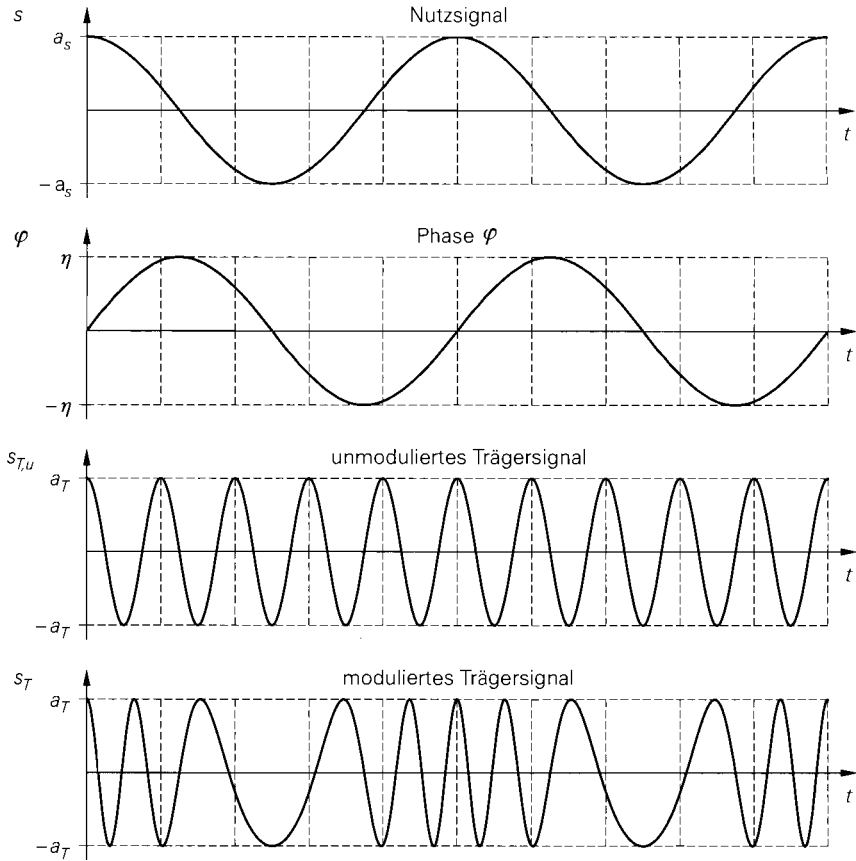 s
Nutzsignal
a_s
t
−a_s
φ
Phase φ
η
t
−η
s_T,u
unmoduliertes Trägersignal
a_T
t
−a_T
s_T
moduliertes Trägersignal
a_T
t
−a_T